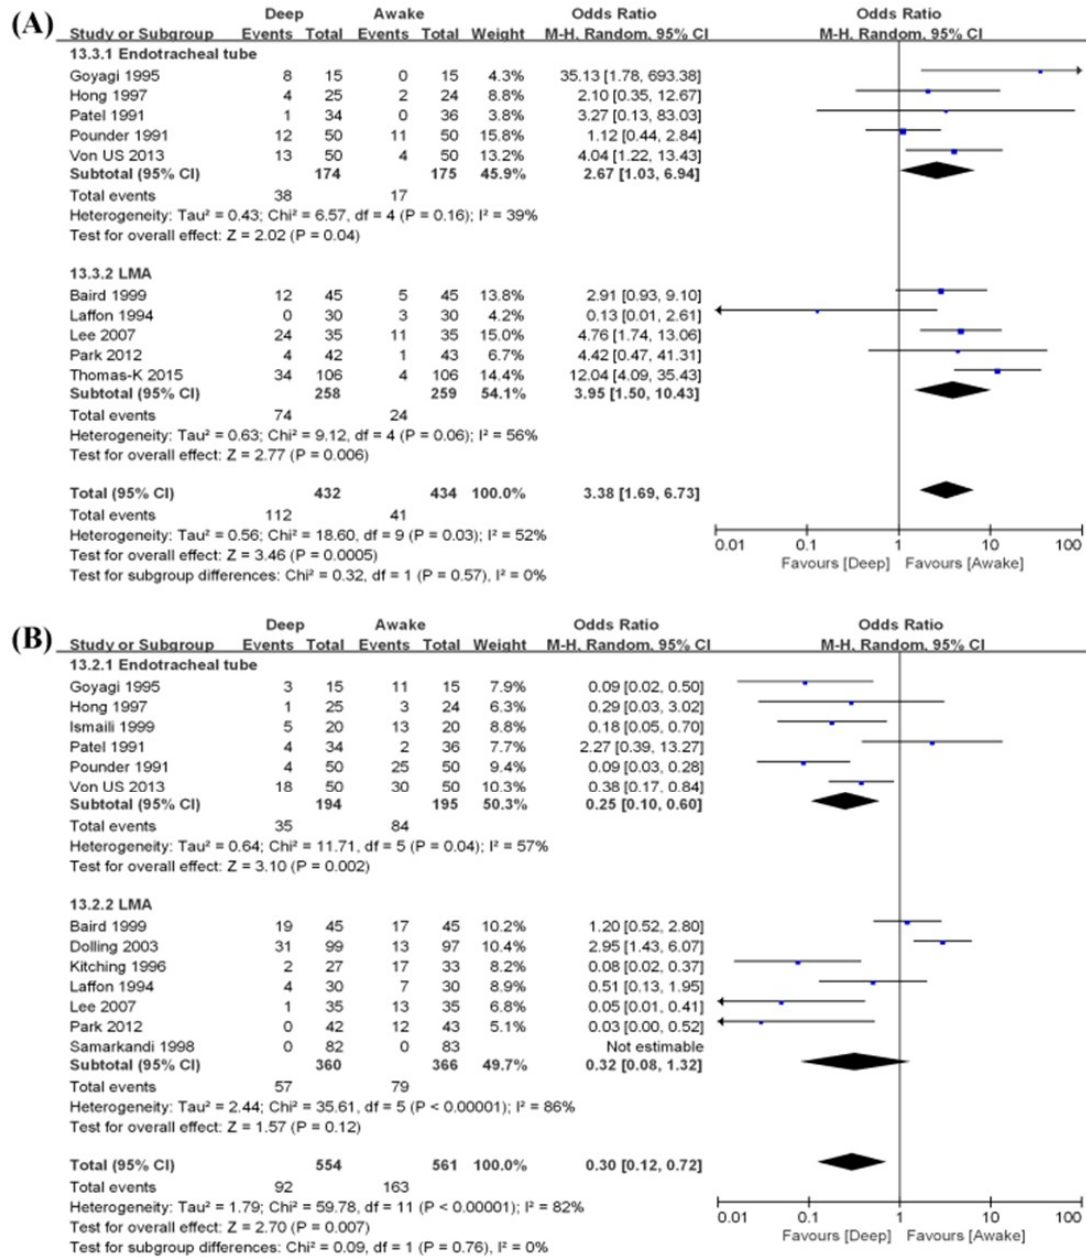 (A)
Deep Awake Odds Ratio Odds Ratio
Study or Subgroup Events Total Events Total Weight M-H, Random, 95% CI M-H, Random, 95% CI
13.3.1 Endotracheal tube
Goyagi 1995 8 15 0 15 4.3% 35.13 [1.78, 693.38]
Hong 1997 4 25 2 24 8.8% 2.10 [0.35, 12.67]
Patel 1991 1 34 0 36 3.8% 3.27 [0.13, 83.03]
Pounder 1991 12 50 11 50 15.8% 1.12 [0.44, 2.84]
Von US 2013 13 50 4 50 13.2% 4.04 [1.22, 13.43]
Subtotal (95% CI) 174 175 45.9% 2.67 [1.03, 6.94]
Total events 38 17
Heterogeneity: Tau² = 0.43; Chi² = 6.57, df = 4 (P = 0.16); I² = 39%
Test for overall effect: Z = 2.02 (P = 0.04)
13.3.2 LMA
Baird 1999 12 45 5 45 13.8% 2.91 [0.93, 9.10]
Laffon 1994 0 30 3 30 4.2% 0.13 [0.01, 2.61]
Lee 2007 24 35 11 35 15.0% 4.76 [1.74, 13.06]
Park 2012 4 42 1 43 6.7% 4.42 [0.47, 41.31]
Thomas-K 2015 34 106 4 106 14.4% 12.04 [4.09, 35.43]
Subtotal (95% CI) 258 259 54.1% 3.95 [1.50, 10.43]
Total events 74 24
Heterogeneity: Tau² = 0.63; Chi² = 9.12, df = 4 (P = 0.06); I² = 56%
Test for overall effect: Z = 2.77 (P = 0.006)
Total (95% CI) 432 434 100.0% 3.38 [1.69, 6.73]
Total events 112 41
Heterogeneity: Tau² = 0.56; Chi² = 18.60, df = 9 (P = 0.03); I² = 52%
Test for overall effect: Z = 3.46 (P = 0.0005)
Test for subgroup differences: Chi² = 0.32, df = 1 (P = 0.57), I² = 0%
0.01 0.1 1 10 100
Favours [Deep] Favours [Awake]
(B)
Deep Awake Odds Ratio Odds Ratio
Study or Subgroup Events Total Events Total Weight M-H, Random, 95% CI M-H, Random, 95% CI
13.2.1 Endotracheal tube
Goyagi 1995 3 15 11 15 7.9% 0.09 [0.02, 0.50]
Hong 1997 1 25 3 24 6.3% 0.29 [0.03, 3.02]
Ismaili 1999 5 20 13 20 8.8% 0.18 [0.05, 0.70]
Patel 1991 4 34 2 36 7.7% 2.27 [0.39, 13.27]
Pounder 1991 4 50 25 50 9.4% 0.09 [0.03, 0.28]
Von US 2013 18 50 30 50 10.3% 0.38 [0.17, 0.84]
Subtotal (95% CI) 194 195 50.3% 0.25 [0.10, 0.60]
Total events 35 84
Heterogeneity: Tau² = 0.64; Chi² = 11.71, df = 5 (P = 0.04); I² = 57%
Test for overall effect: Z = 3.10 (P = 0.002)
13.2.2 LMA
Baird 1999 19 45 17 45 10.2% 1.20 [0.52, 2.80]
Dolling 2003 31 99 13 97 10.4% 2.95 [1.43, 6.07]
Kitching 1996 2 27 17 33 8.2% 0.08 [0.02, 0.37]
Laffon 1994 4 30 7 30 8.9% 0.51 [0.13, 1.95]
Lee 2007 1 35 13 35 6.8% 0.05 [0.01, 0.41]
Park 2012 0 42 12 43 5.1% 0.03 [0.00, 0.52]
Samarkandi 1998 0 82 0 83 Not estimable
Subtotal (95% CI) 360 366 49.7% 0.32 [0.08, 1.32]
Total events 57 79
Heterogeneity: Tau² = 2.44; Chi² = 35.61, df = 5 (P < 0.00001); I² = 86%
Test for overall effect: Z = 1.57 (P = 0.12)
Total (95% CI) 554 561 100.0% 0.30 [0.12, 0.72]
Total events 92 163
Heterogeneity: Tau² = 1.79; Chi² = 59.78, df = 11 (P < 0.00001); I² = 82%
Test for overall effect: Z = 2.70 (P = 0.007)
Test for subgroup differences: Chi² = 0.09, df = 1 (P = 0.76), I² = 0%
0.01 0.1 1 10 100
Favours [Deep] Favours [Awake]